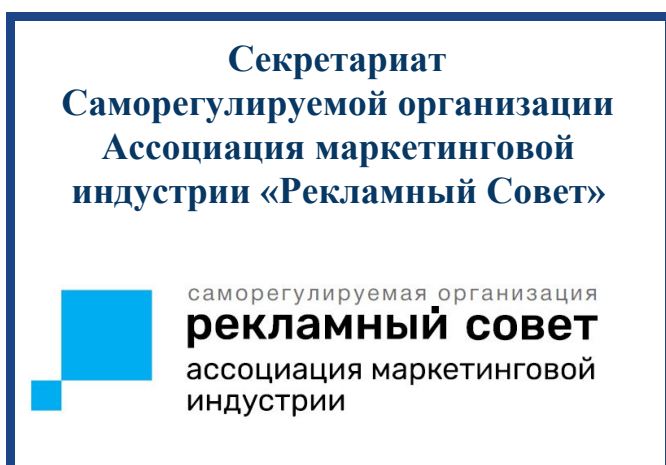 Секретариат
Саморегулируемой организации
Ассоциация маркетинговой
индустрии «Рекламный Совет»
саморегулируемая организация
рекламный совет
ассоциация маркетинговой
индустрии